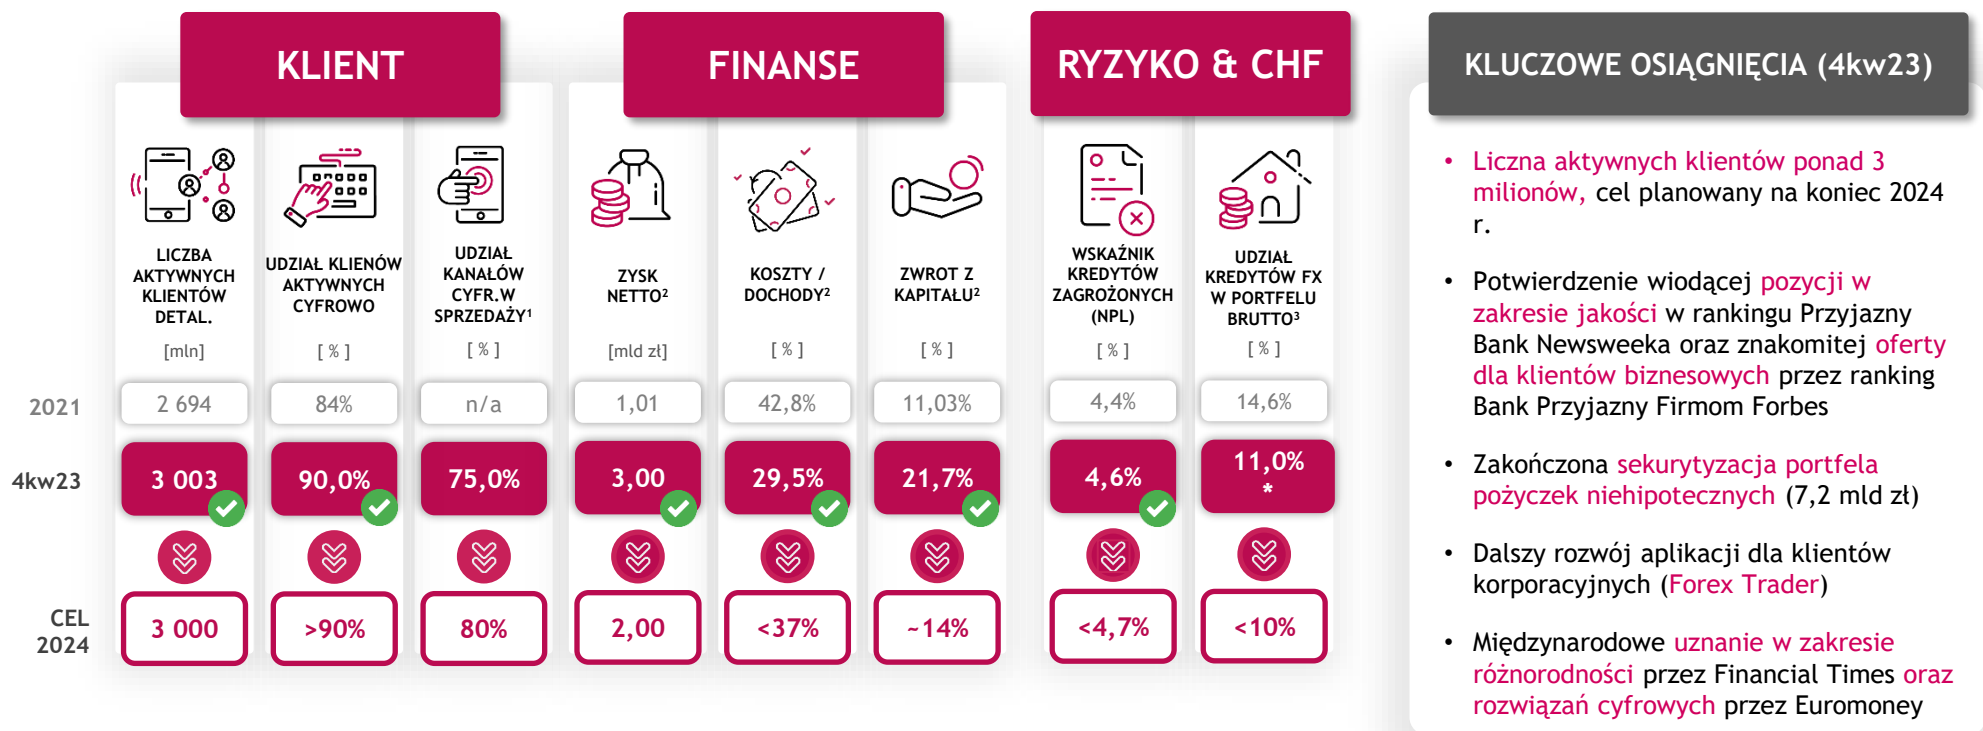 KLIENT
FINANSE
RYZYKO & CHF
KLUCZOWE OSIĄGNIĘCIA (4kw23)
LICZBA
AKTYWNYCH
KLIENTÓW
DETAL.
[mln]
UDZIAŁ KLIENÓW
AKTYWNYCH
CYFROWO
[ % ]
UDZIAŁ
KANAŁÓW
CYFR.W
SPRZEDAŻY¹
[ % ]
ZYSK
NETTO²
[mld zł]
KOSZTY /
DOCHODY²
[ % ]
ZWROT Z
KAPITAŁU²
[ % ]
WSKAŹNIK
KREDYTÓW
ZAGROŻONYCH
(NPL)
[ % ]
UDZIAŁ
KREDYTÓW FX
W PORTFELU
BRUTTO³
[ % ]
2021 2 694 84% n/a 1,01 42,8% 11,03% 4,4% 14,6%
4kw23 3 003 90,0% 75,0% 3,00 29,5% 21,7% 4,6% 11,0%
*
CEL
2024
3 000 >90% 80% 2,00 <37% ~14% <4,7% <10%
• Liczna aktywnych klientów ponad 3
milionów, cel planowany na koniec 2024
r.
• Potwierdzenie wiodącej pozycji w
zakresie jakości w rankingu Przyjazny
Bank Newsweeka oraz znakomitej oferty
dla klientów biznesowych przez ranking
Bank Przyjazny Firmom Forbes
• Zakończona sekurytyzacja portfela
pożyczek niehipotecznych (7,2 mld zł)
• Dalszy rozwój aplikacji dla klientów
korporacyjnych (Forex Trader)
• Międzynarodowe uznanie w zakresie
różnorodności przez Financial Times oraz
rozwiązań cyfrowych przez Euromoney